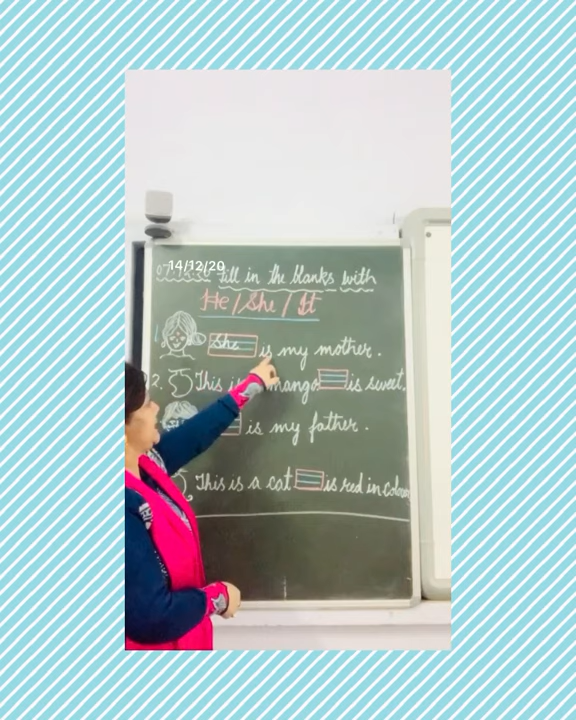 14/12/20
fill in the blanks with
He / She / It
She is my mother.
2. This is mango is sweet.
is my father.
This is a cat is red in colour